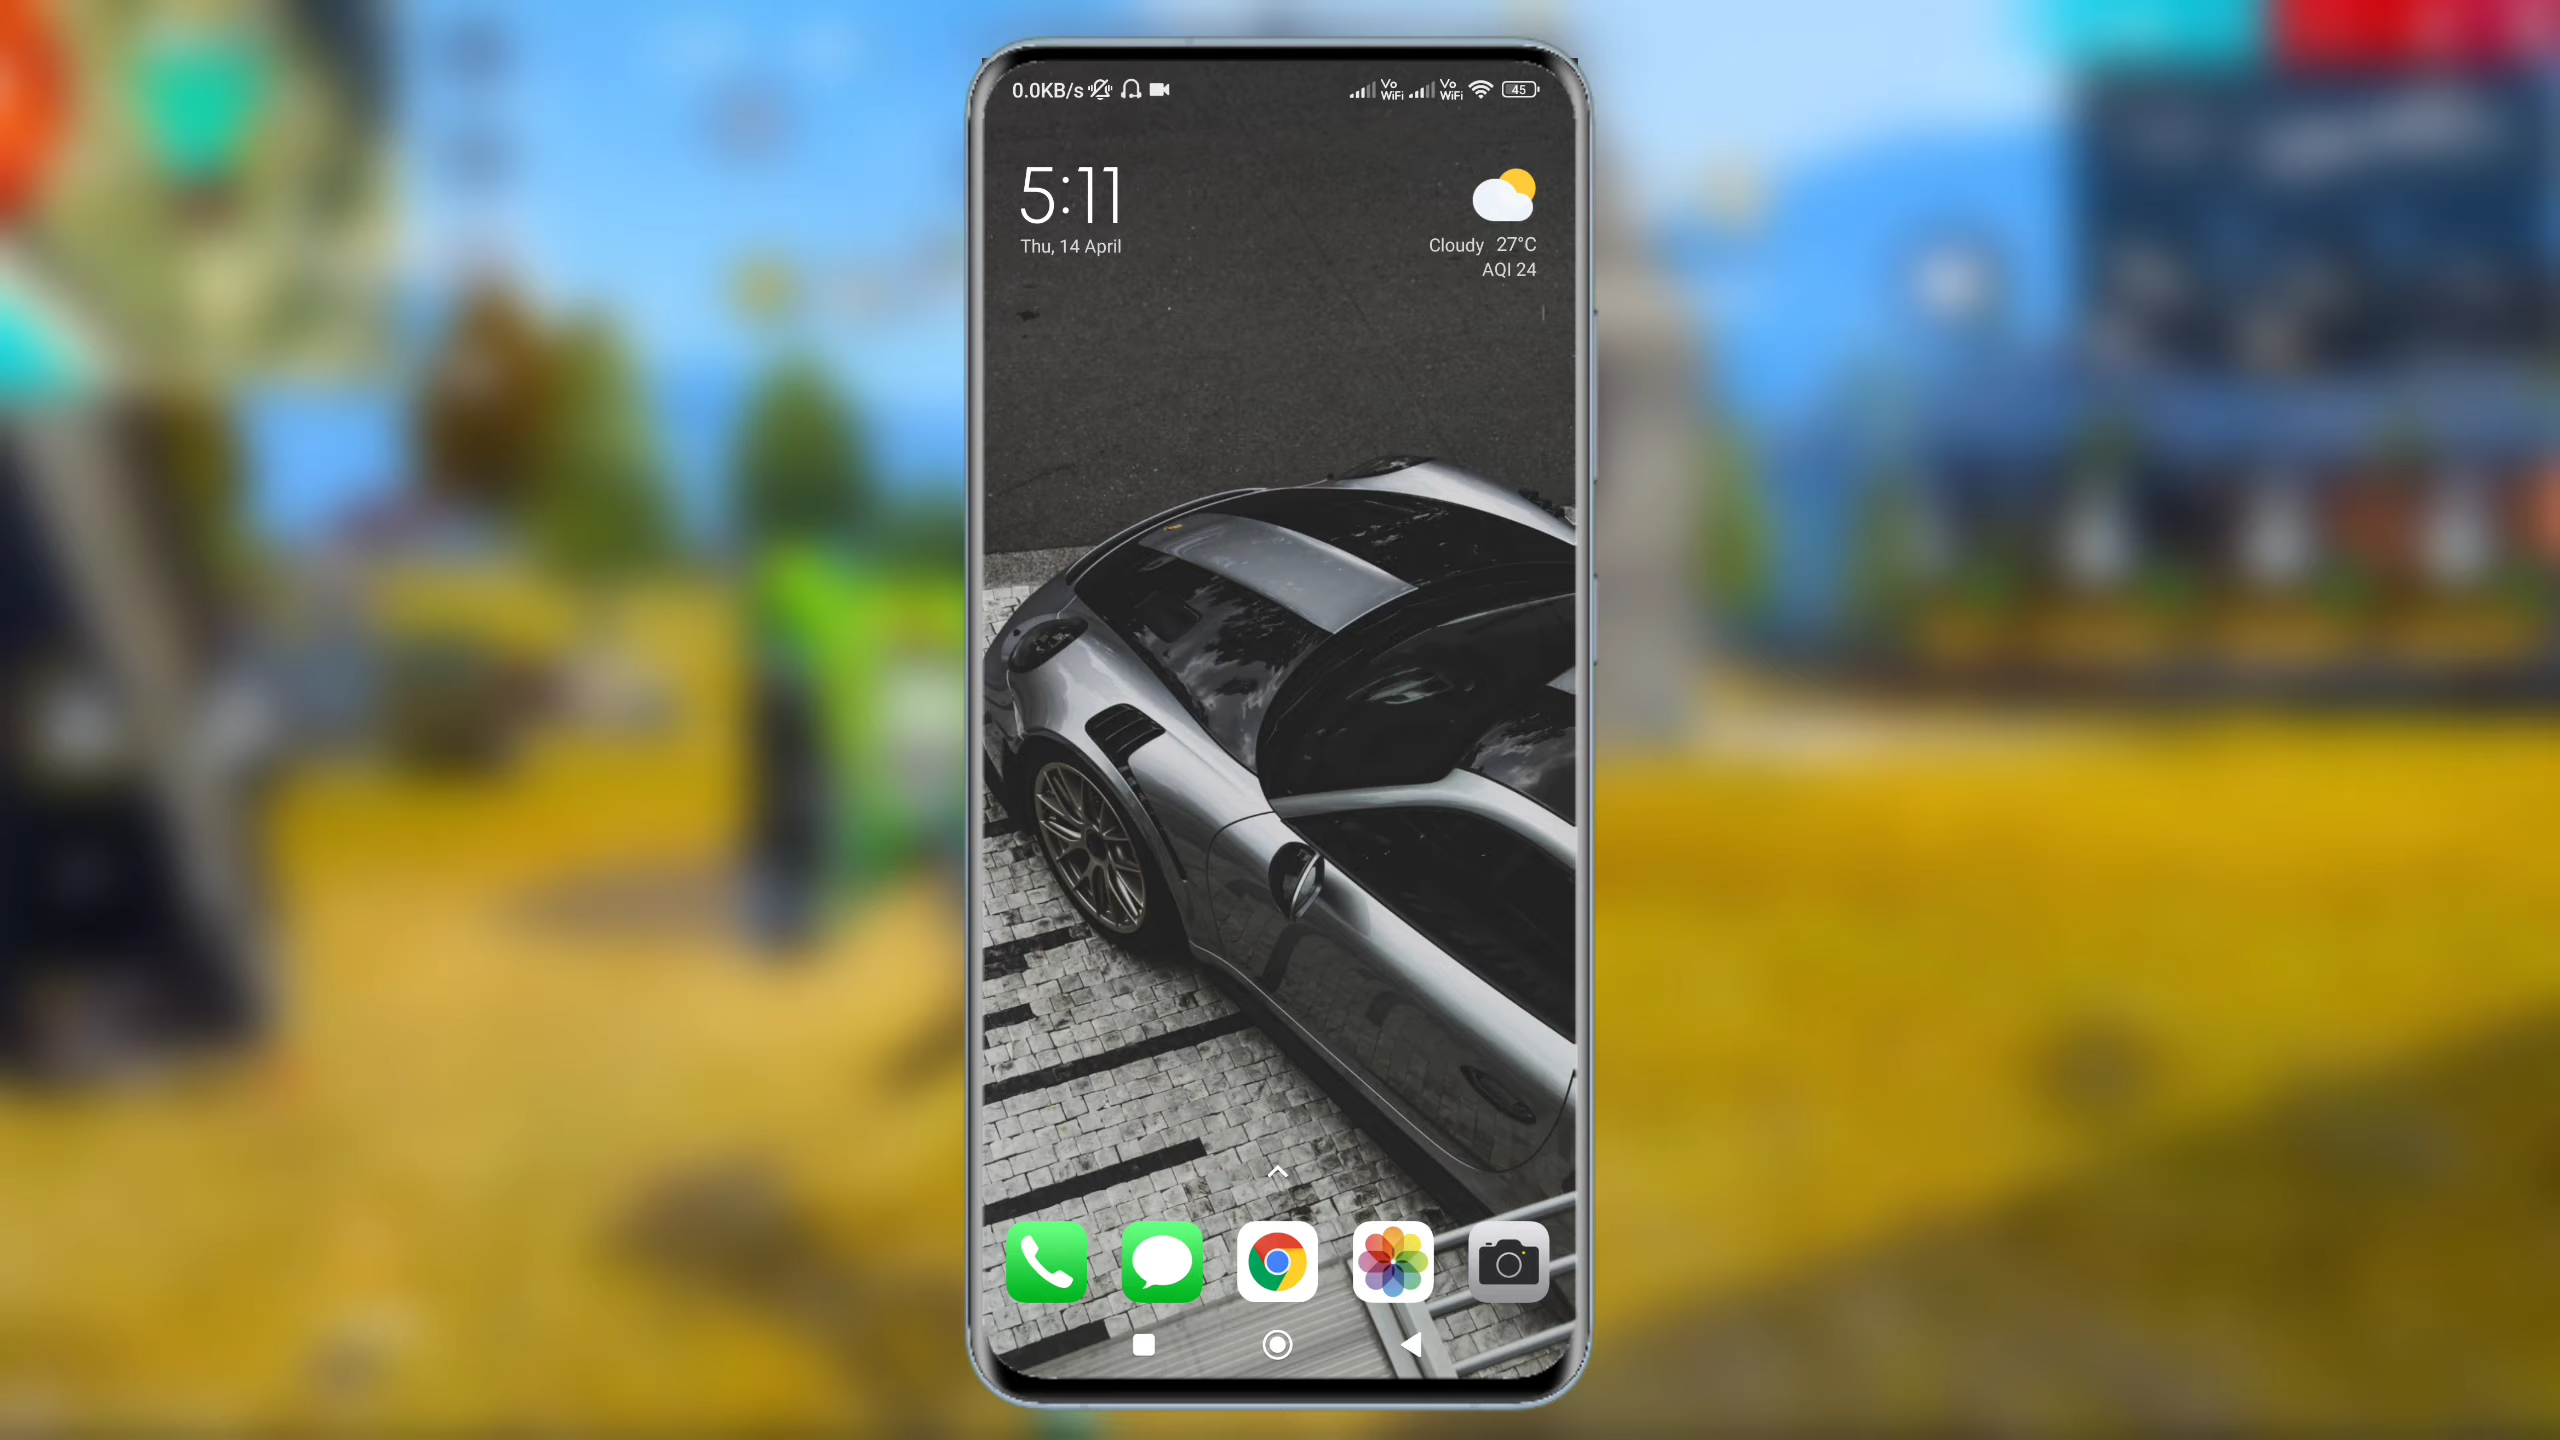 0.0KB/s Vo WiFi Vo WiFi 45
5:11
Thu, 14 April
Cloudy 27°C
AQI 24